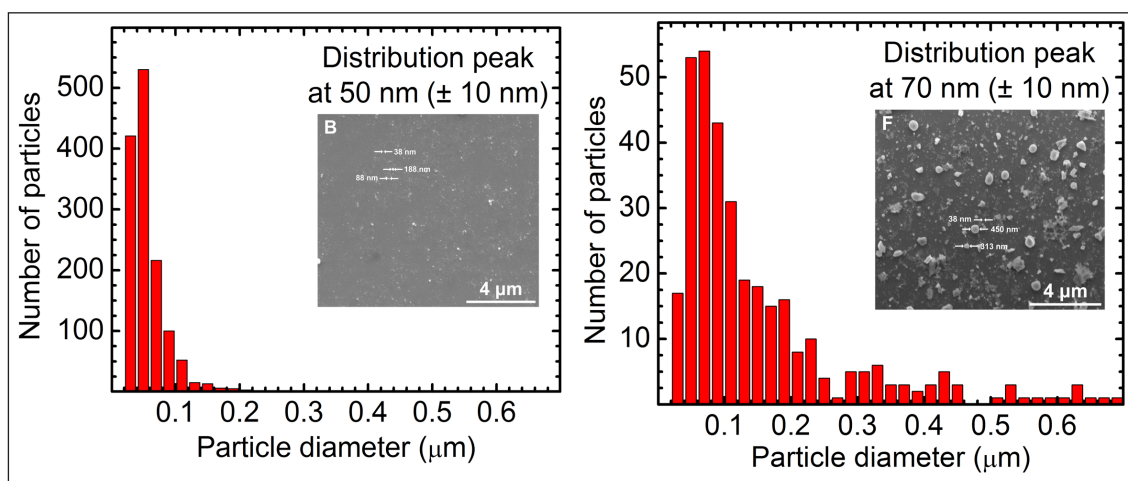 Distribution peak
at 50 nm (± 10 nm)
B
38 nm
188 nm
88 nm
4 μm
500
400
300
200
100
Number of particles
0.1 0.2 0.3 0.4 0.5 0.6
Particle diameter (μm)
Distribution peak
at 70 nm (± 10 nm)
F
38 nm
450 nm
313 nm
4 μm
50
40
30
20
10
Number of particles
0.1 0.2 0.3 0.4 0.5 0.6
Particle diameter (μm)